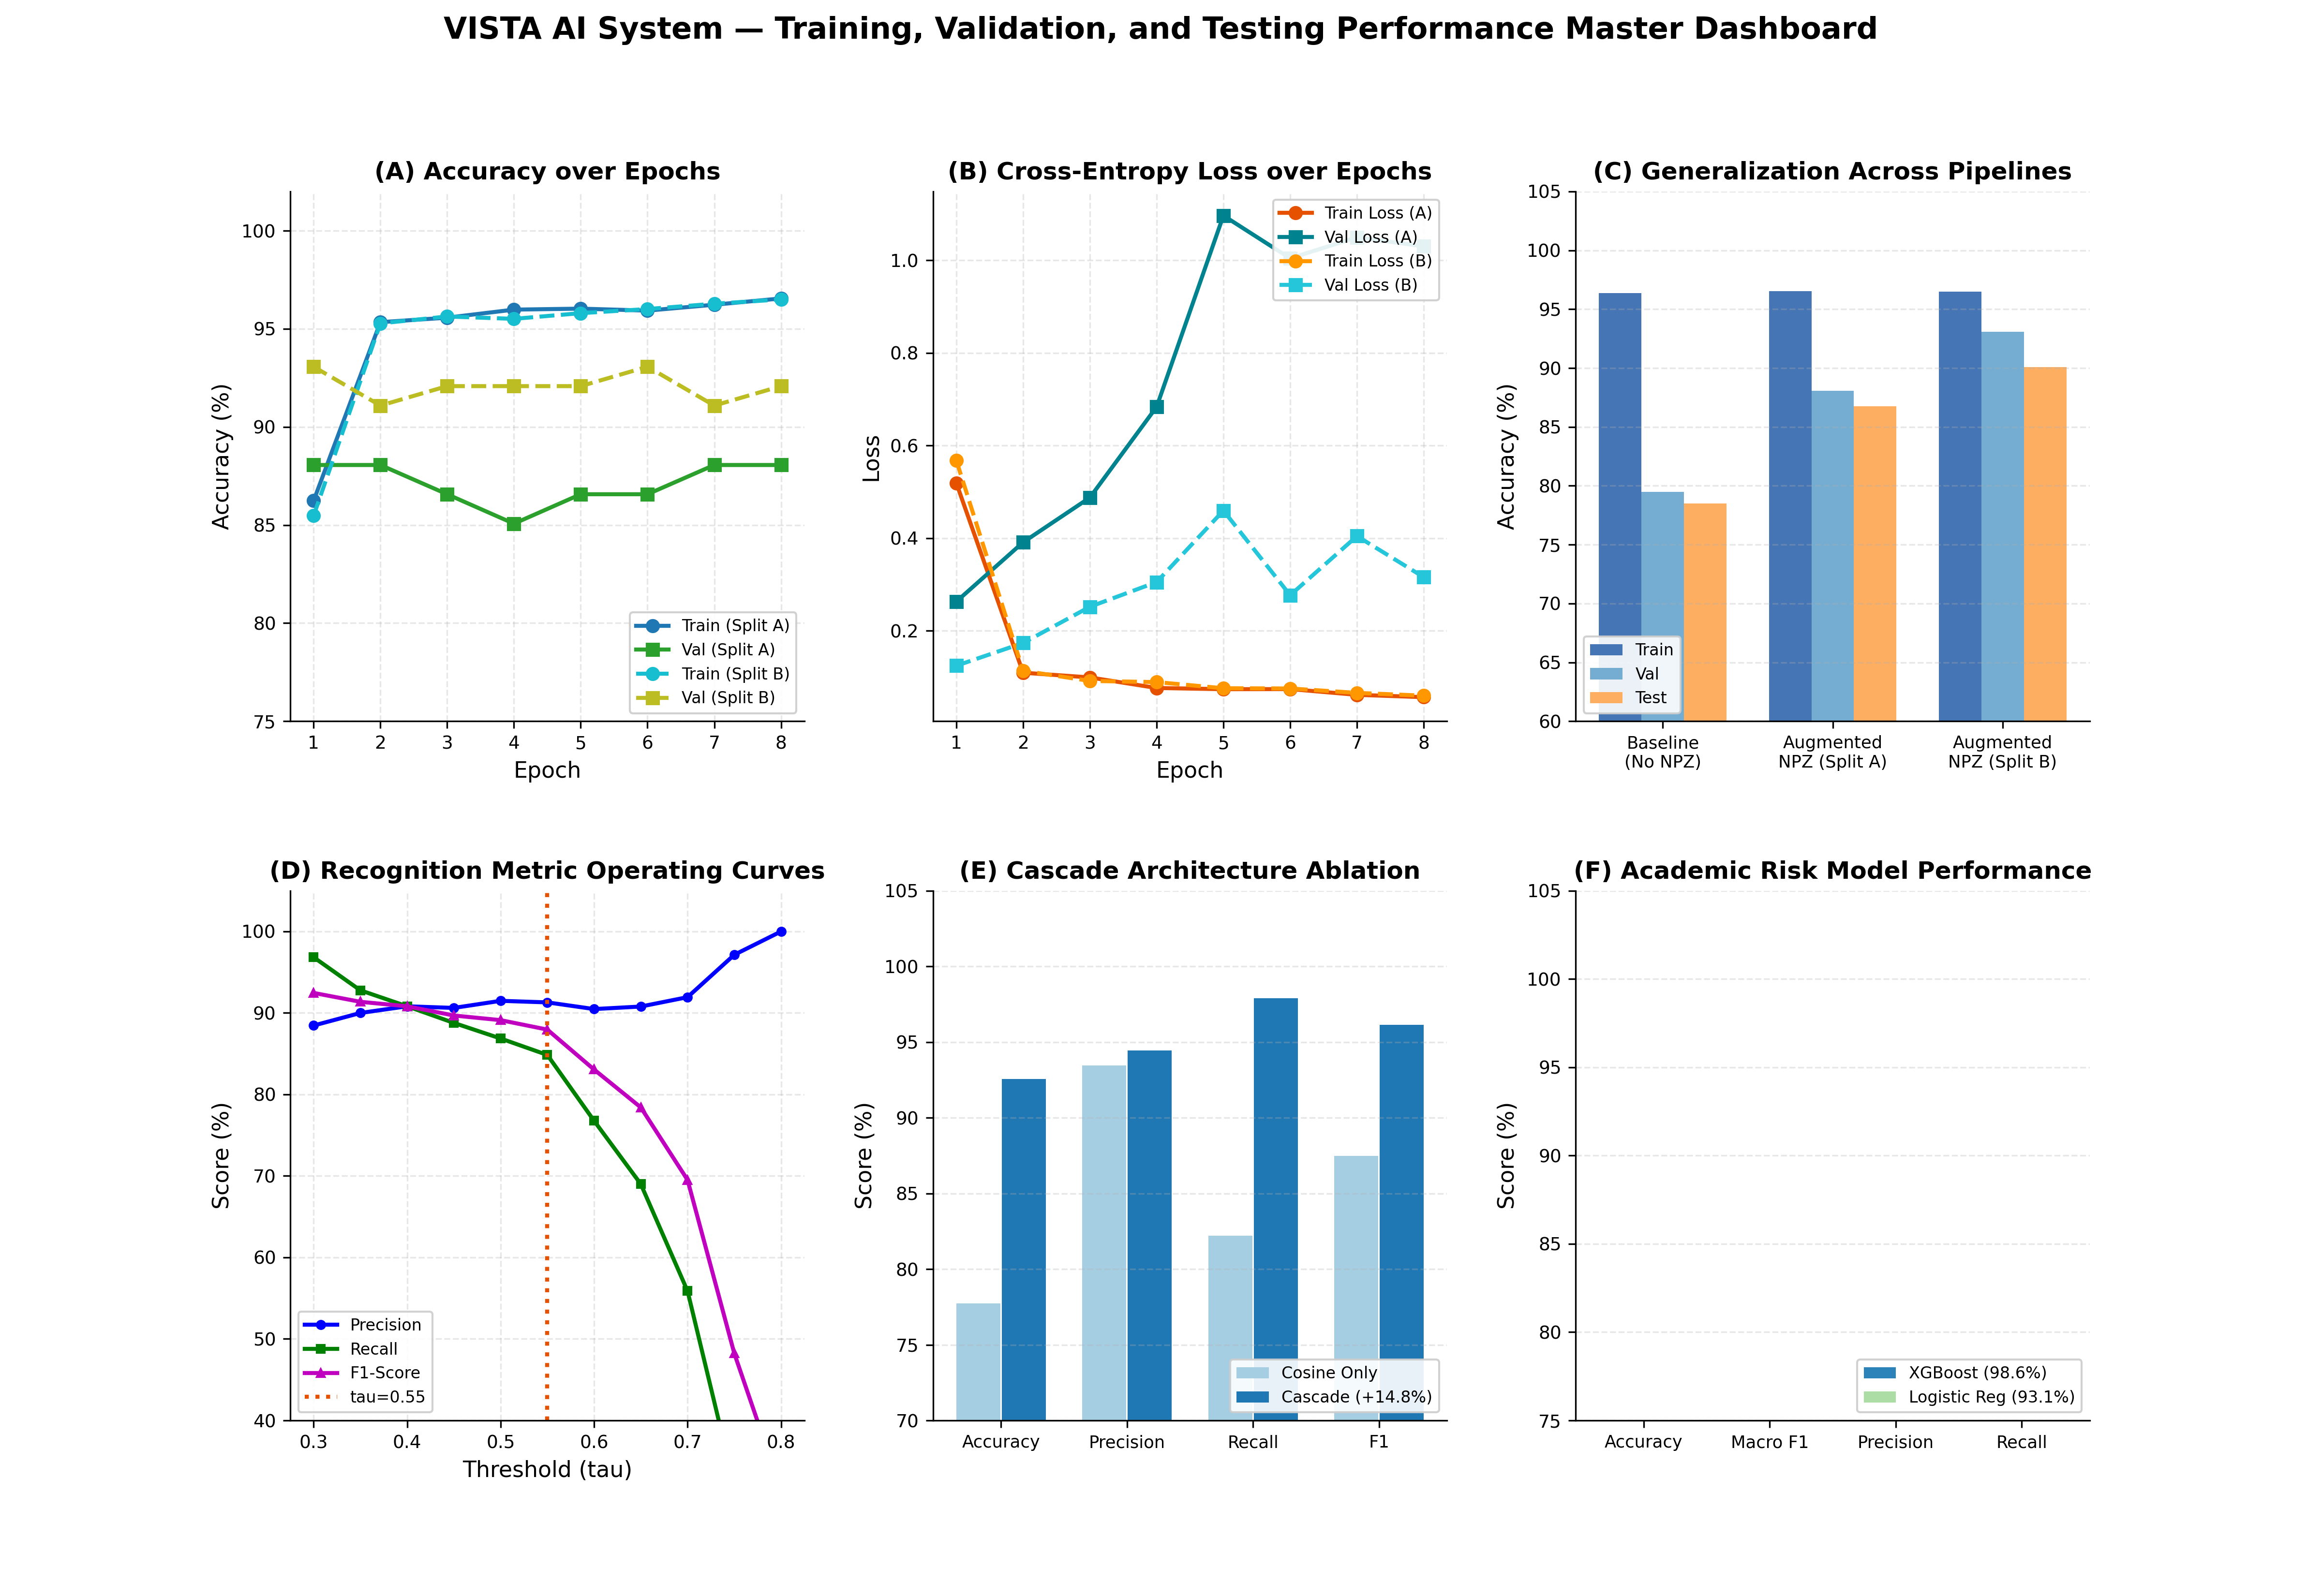 VISTA AI System — Training, Validation, and Testing Performance Master Dashboard
(A) Accuracy over Epochs
Accuracy (%)
100
95
90
85
80
75
1 2 3 4 5 6 7 8
Epoch
Train (Split A)
Val (Split A)
Train (Split B)
Val (Split B)
(B) Cross-Entropy Loss over Epochs
Loss
1.0
0.8
0.6
0.4
0.2
1 2 3 4 5 6 7 8
Epoch
Train Loss (A)
Val Loss (A)
Train Loss (B)
Val Loss (B)
(C) Generalization Across Pipelines
Accuracy (%)
105
100
95
90
85
80
75
70
65
60
Train
Val
Test
Baseline
(No NPZ)
Augmented
NPZ (Split A)
Augmented
NPZ (Split B)
(D) Recognition Metric Operating Curves
Score (%)
100
90
80
70
60
50
40
0.3 0.4 0.5 0.6 0.7 0.8
Threshold (tau)
Precision
Recall
F1-Score
tau=0.55
(E) Cascade Architecture Ablation
Score (%)
105
100
95
90
85
80
75
70
Cosine Only
Cascade (+14.8%)
Accuracy Precision Recall F1
(F) Academic Risk Model Performance
Score (%)
105
100
95
90
85
80
75
XGBoost (98.6%)
Logistic Reg (93.1%)
Accuracy Macro F1 Precision Recall